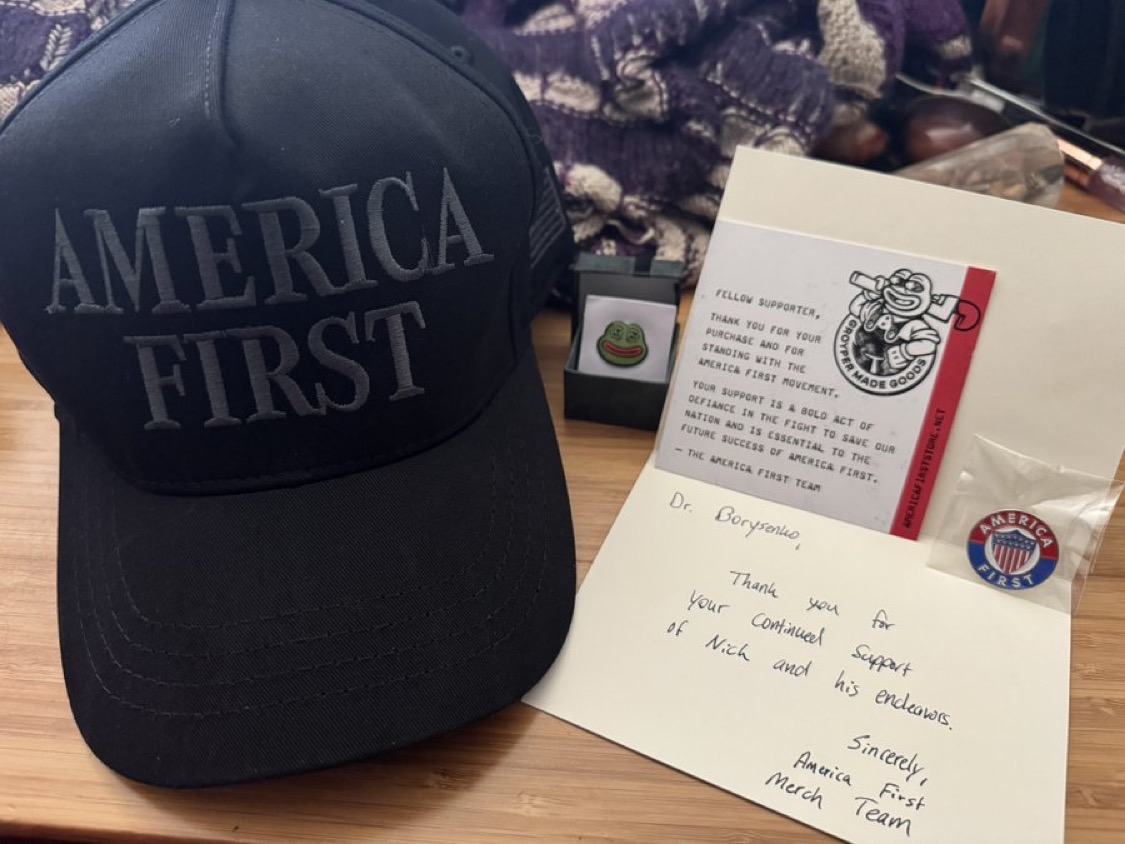 AMERICA
FIRST
FELLOW SUPPORTER,
THANK YOU FOR YOUR
PURCHASE AND FOR
STANDING WITH THE
AMERICA FIRST MOVEMENT.
YOUR SUPPORT IS A BOLD ACT OF
DEFIANCE IN THE FIGHT TO SAVE OUR
NATION AND IS ESSENTIAL TO THE
FUTURE SUCCESS OF AMERICA FIRST.
— THE AMERICA FIRST TEAM
GROYPER MADE GOODS
AMERICAFIRSTSTORE.NET
AMERICA
FIRST
Dr. Borysenko,
Thank you for
your continued support
of Nick and his endeavors.
Sincerely,
America First
Merch Team